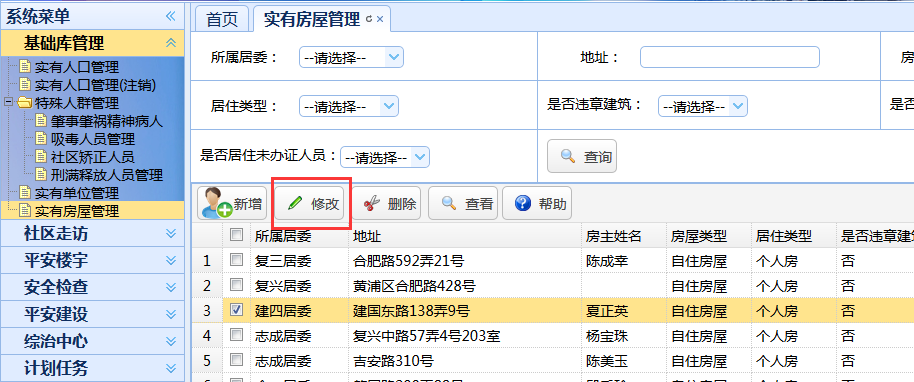 系统菜单
基础库管理
实有人口管理
实有人口管理(注销)
特殊人群管理
肇事肇祸精神病人
吸毒人员管理
社区矫正人员
刑满释放人员管理
实有单位管理
实有房屋管理
社区走访
平安楼宇
安全检查
平安建设
综治中心
计划任务
首页 实有房屋管理
所属居委： --请选择-- 地址： 房
居住类型： --请选择-- 是否违章建筑： --请选择-- 是否
是否居住未办证人员： --请选择-- 查询
新增 修改 删除 查看 帮助
所属居委 地址 房主姓名 房屋类型 居住类型 是否违章建筑
1 复三居委 合肥路592弄21号 陈成幸 自住房屋 个人房 否
2 复兴居委 黄浦区合肥路428号 自住房屋 个人房 否
3 建四居委 建国东路138弄9号 夏正英 自住房屋 个人房 否
4 志成居委 复兴中路57弄4号203室 杨宝珠 自住房屋 个人房 否
5 志成居委 吉安路310号 陈美玉 自住房屋 个人房 否